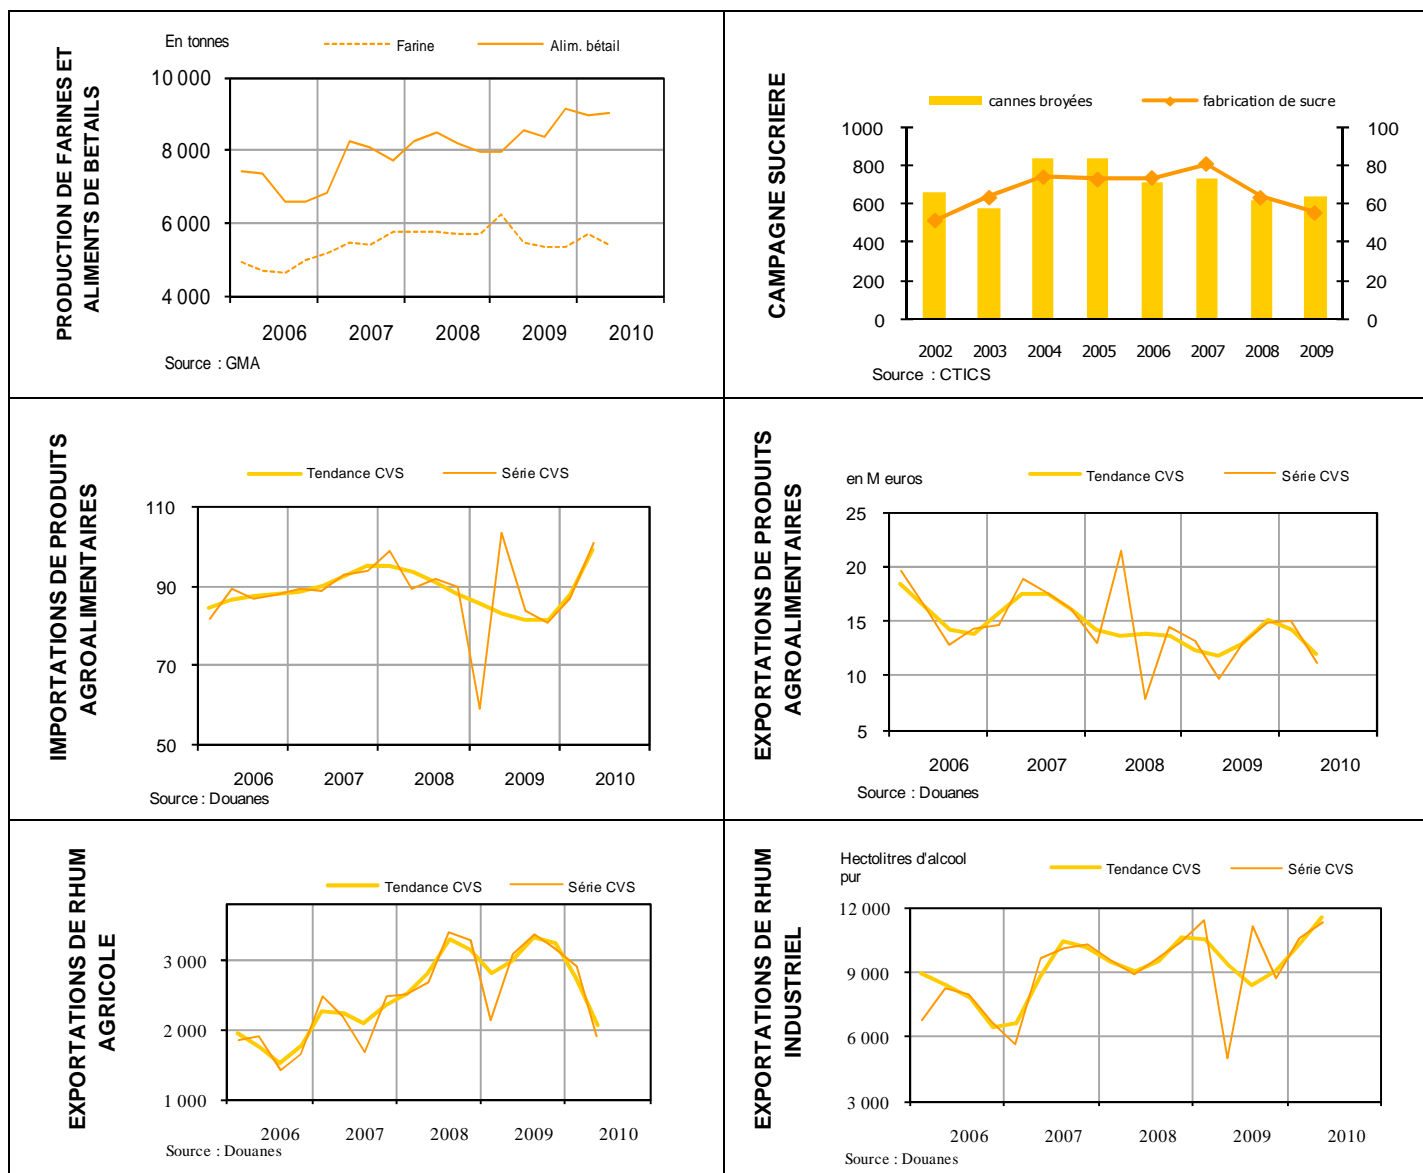 PRODUCTION DE FARINES ET
ALIMENTS DE BETAILS
En tonnes
Farine
Alim. bétail
10 000
8 000
6 000
4 000
2006
2007
2008
2009
2010
Source : GMA
CAMPAGNE SUCRIERE
cannes broyées
fabrication de sucre
1000
800
600
400
200
0
100
80
60
40
20
0
2002
2003
2004
2005
2006
2007
2008
2009
Source : CTICS
IMPORTATIONS DE PRODUITS
AGROALIMENTAIRES
Tendance CVS
Série CVS
110
90
70
50
2006
2007
2008
2009
2010
Source : Douanes
EXPORTATIONS DE PRODUITS
AGROALIMENTAIRES
en M euros
Tendance CVS
Série CVS
25
20
15
10
5
2006
2007
2008
2009
2010
Source : Douanes
EXPORTATIONS DE RHUM
AGRICOLE
Tendance CVS
Série CVS
3 000
2 000
1 000
2006
2007
2008
2009
2010
Source : Douanes
EXPORTATIONS DE RHUM
INDUSTRIEL
Hectolitres d'alcool
pur
Tendance CVS
Série CVS
12 000
9 000
6 000
3 000
2006
2007
2008
2009
2010
Source : Douanes